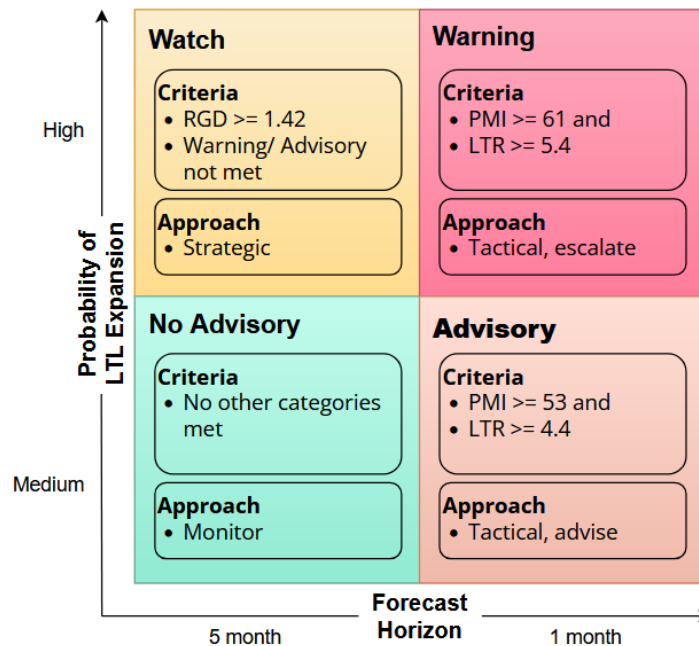 Probability of
LTL Expansion
High
Medium
Watch
Criteria
• RGD >= 1.42
• Warning/ Advisory
not met
Approach
• Strategic
Warning
Criteria
• PMI >= 61 and
• LTR >= 5.4
Approach
• Tactical, escalate
No Advisory
Criteria
• No other categories
met
Approach
• Monitor
Advisory
Criteria
• PMI >= 53 and
• LTR >= 4.4
Approach
• Tactical, advise
Forecast
Horizon
5 month
1 month